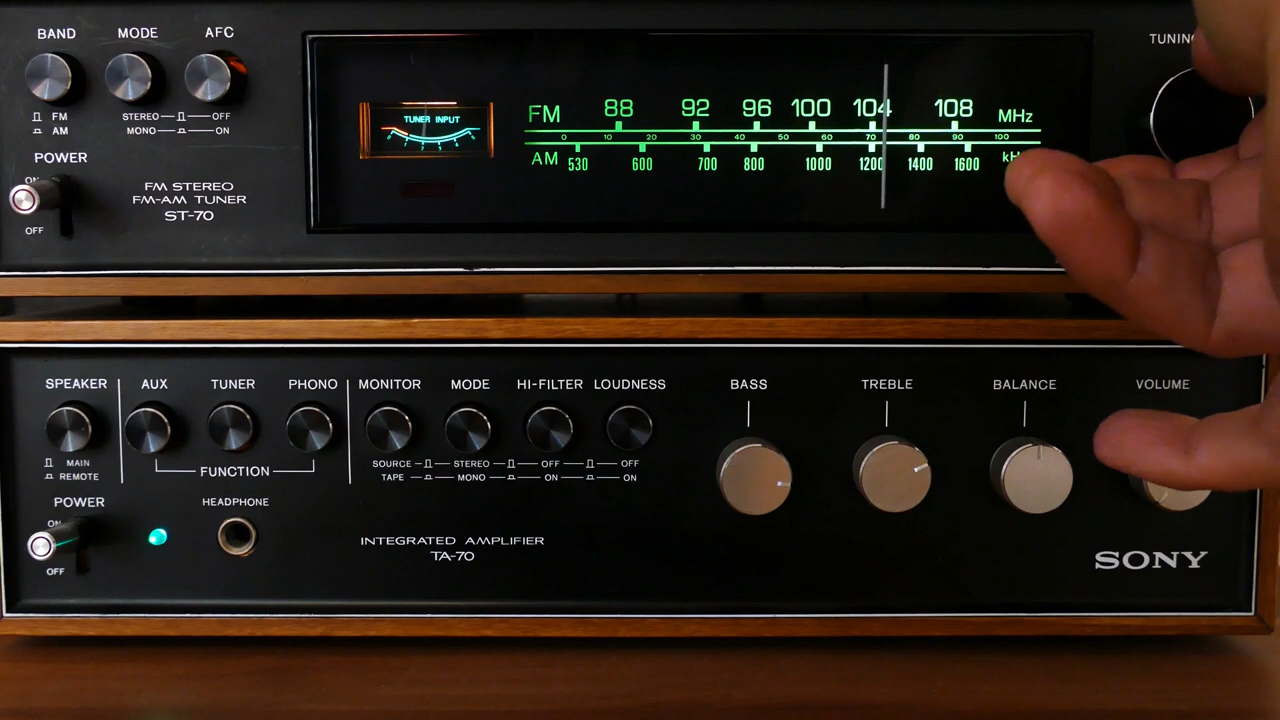 BAND MODE AFC
TUNING
FM STEREO OFF
AM MONO ON
POWER
ON
OFF
FM STEREO
FM-AM TUNER
ST-70
TUNER INPUT
FM 88 92 96 100 104 108 MHz
0 10 20 30 40 50 60 70 80 90 100
AM 530 600 700 800 1000 1200 1400 1600
SPEAKER AUX TUNER PHONO MONITOR MODE HI-FILTER LOUDNESS BASS TREBLE BALANCE VOLUME
MAIN SOURCE STEREO OFF OFF
REMOTE TAPE MONO ON ON
FUNCTION
POWER
ON
OFF
HEADPHONE
INTEGRATED AMPLIFIER
TA-70
SONY